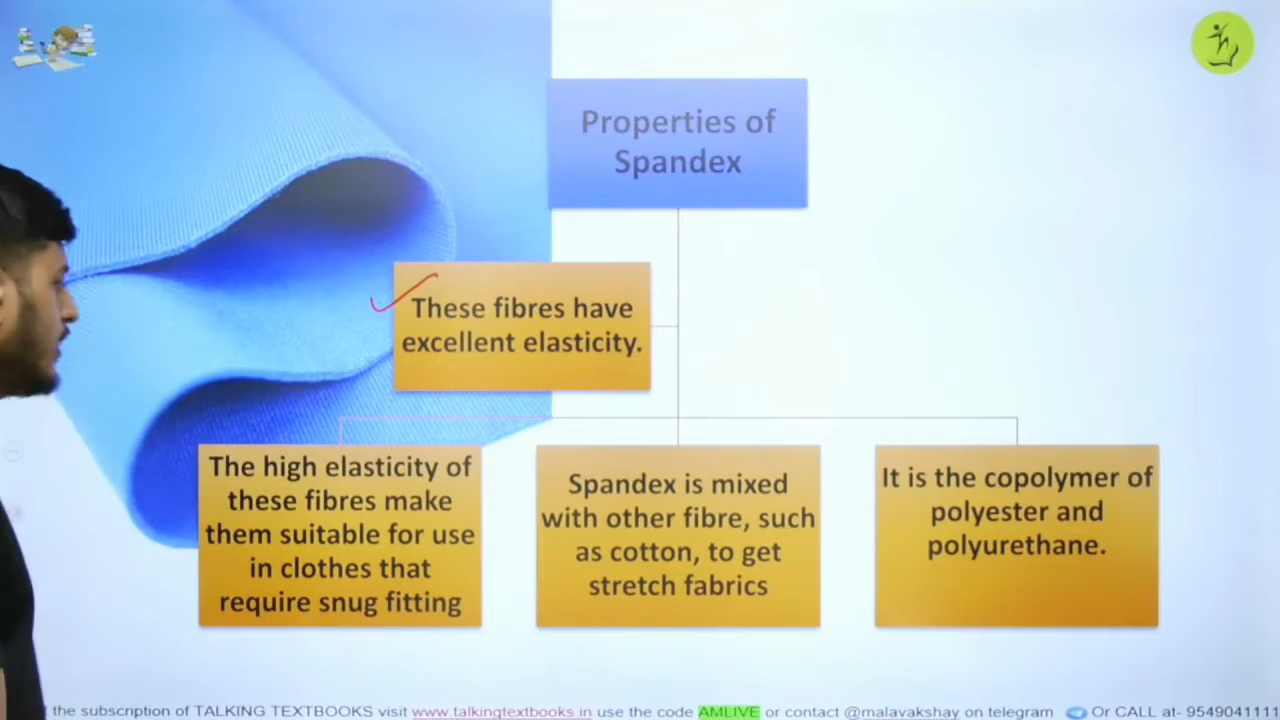 Properties of
Spandex
These fibres have
excellent elasticity.
The high elasticity of
these fibres make
them suitable for use
in clothes that
require snug fitting
Spandex is mixed
with other fibre, such
as cotton, to get
stretch fabrics
It is the copolymer of
polyester and
polyurethane.
the subscription of TALKING TEXTBOOKS visit www.talkingtextbooks.in use the code AMLIVE or contact @malavakshay on telegram Or CALL at- 9549041111